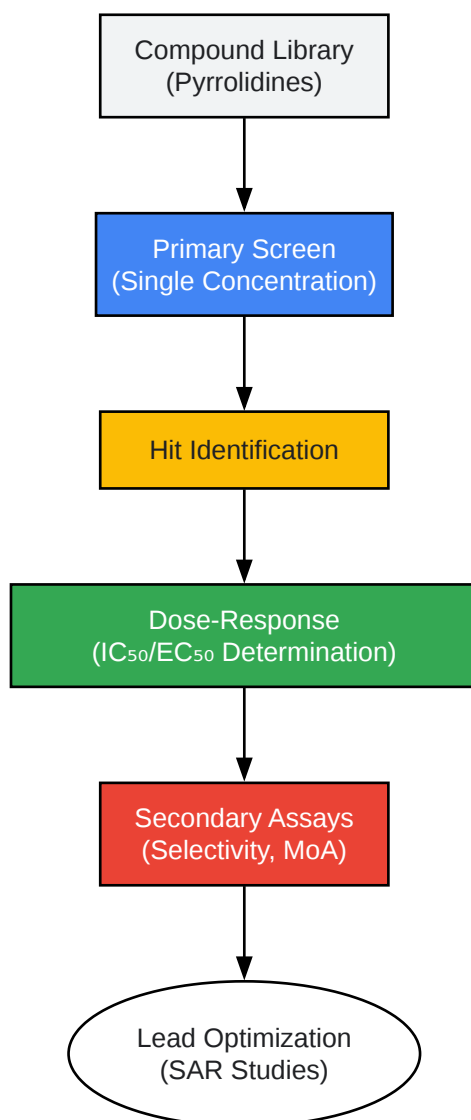 Compound Library
(Pyrrolidines)
Primary Screen
(Single Concentration)
Hit Identification
Dose-Response
(IC₅₀/EC₅₀ Determination)
Secondary Assays
(Selectivity, MoA)
Lead Optimization
(SAR Studies)